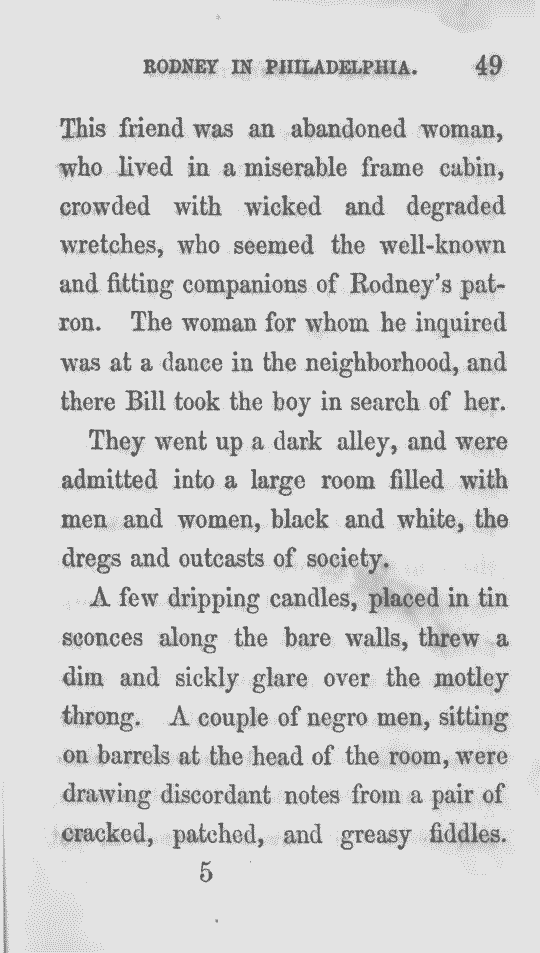 RODNEY IN PHILADELPHIA. 49
This friend was an abandoned woman,
who lived in a miserable frame cabin,
crowded with wicked and degraded
wretches, who seemed the well-known
and fitting companions of Rodney's pat-
ron. The woman for whom he inquired
was at a dance in the neighborhood, and
there Bill took the boy in search of her.
They went up a dark alley, and were
admitted into a large room filled with
men and women, black and white, the
dregs and outcasts of society.
A few dripping candles, placed in tin
sconces along the bare walls, threw a
dim and sickly glare over the motley
throng. A couple of negro men, sitting
on barrels at the head of the room, were
drawing discordant notes from a pair of
cracked, patched, and greasy fiddles.
5